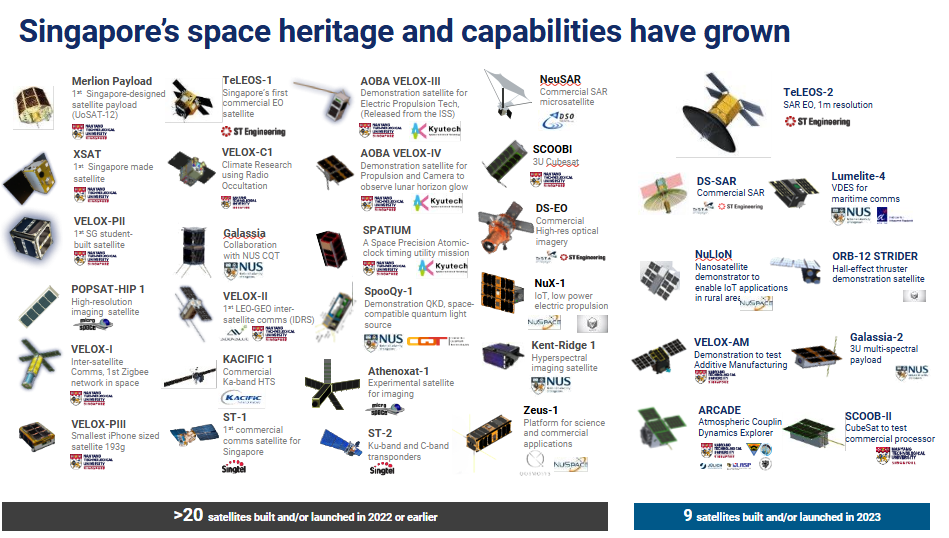 Singapore's space heritage and capabilities have grown
Merlion Payload
1st Singapore-designed
satellite payload
(UoSAT-12)
XSAT
1st Singapore made
satellite
VELOX-PII
1st SG student-
built satellite
POPSAT-HIP 1
High-resolution
imaging satellite
VELOX-I
Inter-satellite
Comms, 1st Zigbee
network in space
VELOX-PIII
Smallest iPhone sized
satellite 193g
TeLEOS-1
Singapore's first
commercial EO
satellite
ST Engineering
VELOX-C1
Climate Research
using Radio
Occultation
Galassia
Collaboration
with NUS CQT
NUS
VELOX-II
1st LEO-GEO inter-
satellite comms (IDRS)
KACIFIC 1
Commercial
Ka-band HTS
KACIFIC
ST-1
1st commercial
comms satellite for
Singapore
Singtel
AOBA VELOX-III
Demonstration satellite for
Electric Propulsion Tech,
(Released from the ISS)
Kyutech
AOBA VELOX-IV
Demonstration satellite for
Propulsion and Camera to
observe lunar horizon glow
Kyutech
SPATIUM
A Space Precision Atomic-
clock timing utility mission
Kyutech
SpooQy-1
Demonstration QKD, space-
compatible quantum light
source
NUS
Athenoxat-1
Experimental satellite
for imaging
micro space
ST-2
Ku-band and C-band
transponders
Singtel
NeuSAR
Commercial SAR
microsatellite
DSO
SCOOBI
3U Cubesat
DS-EO
Commercial
High-res optical
imagery
ST Engineering
NuX-1
IoT, low power
electric propulsion
NUSPACE
Kent-Ridge 1
Hyperspectral
imaging satellite
NUS
Zeus-1
Platform for science
and commercial
applications
NUSPACE
TeLEOS-2
SAR EO, 1m resolution
ST Engineering
DS-SAR
Commercial SAR
ST Engineering
Lumelite-4
VDES for
maritime comms
NUS
NuLIoN
Nanosatellite
demonstrator to
enable IoT applications
in rural area
NUSPACE
ORB-12 STRIDER
Hall-effect thruster
demonstration satellite
VELOX-AM
Demonstration to test
Additive Manufacturing
Galassia-2
3U multi-spectral
payload
NUS
ARCADE
Atmospheric Couplin
Dynamics Explorer
JÜLICH
LASP
SCOOB-II
CubeSat to test
commercial processor
>20 satellites built and/or launched in 2022 or earlier
9 satellites built and/or launched in 2023